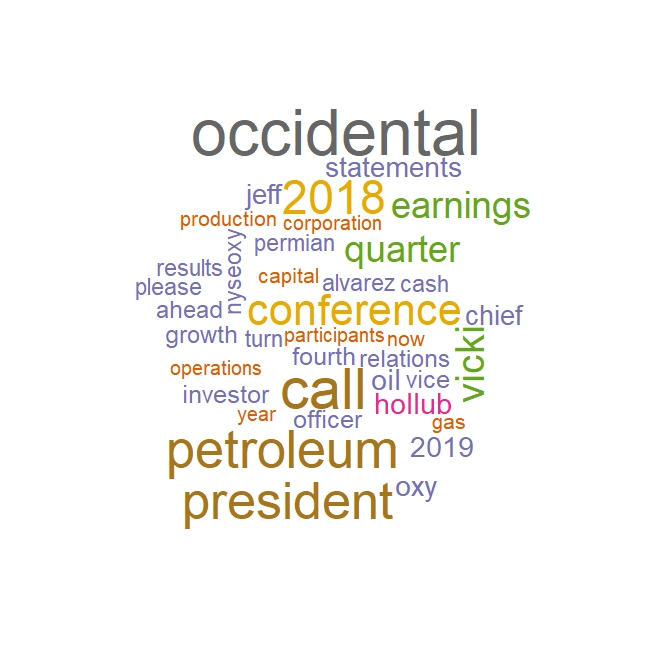 occidental
statements
jeff 2018 earnings
production corporation
nyseoxy permian quarter
results capital alvarez cash
please
ahead conference chief
growth turn participants now
vicki
operations fourth relations
investor call oil vice
year officer hollub
gas
petroleum 2019
president oxy